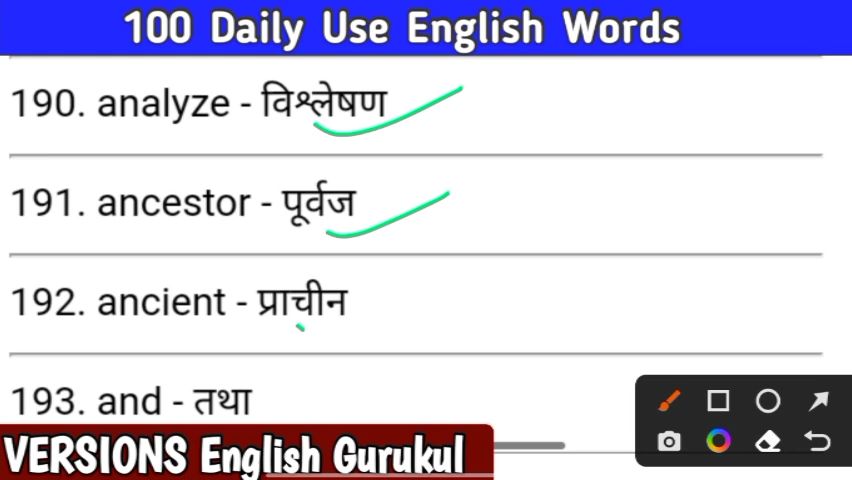 100 Daily Use English Words
190. analyze - विश्लेषण
191. ancestor - पूर्वज
192. ancient - प्राचीन
193. and - तथा
VERSIONS English Gurukul